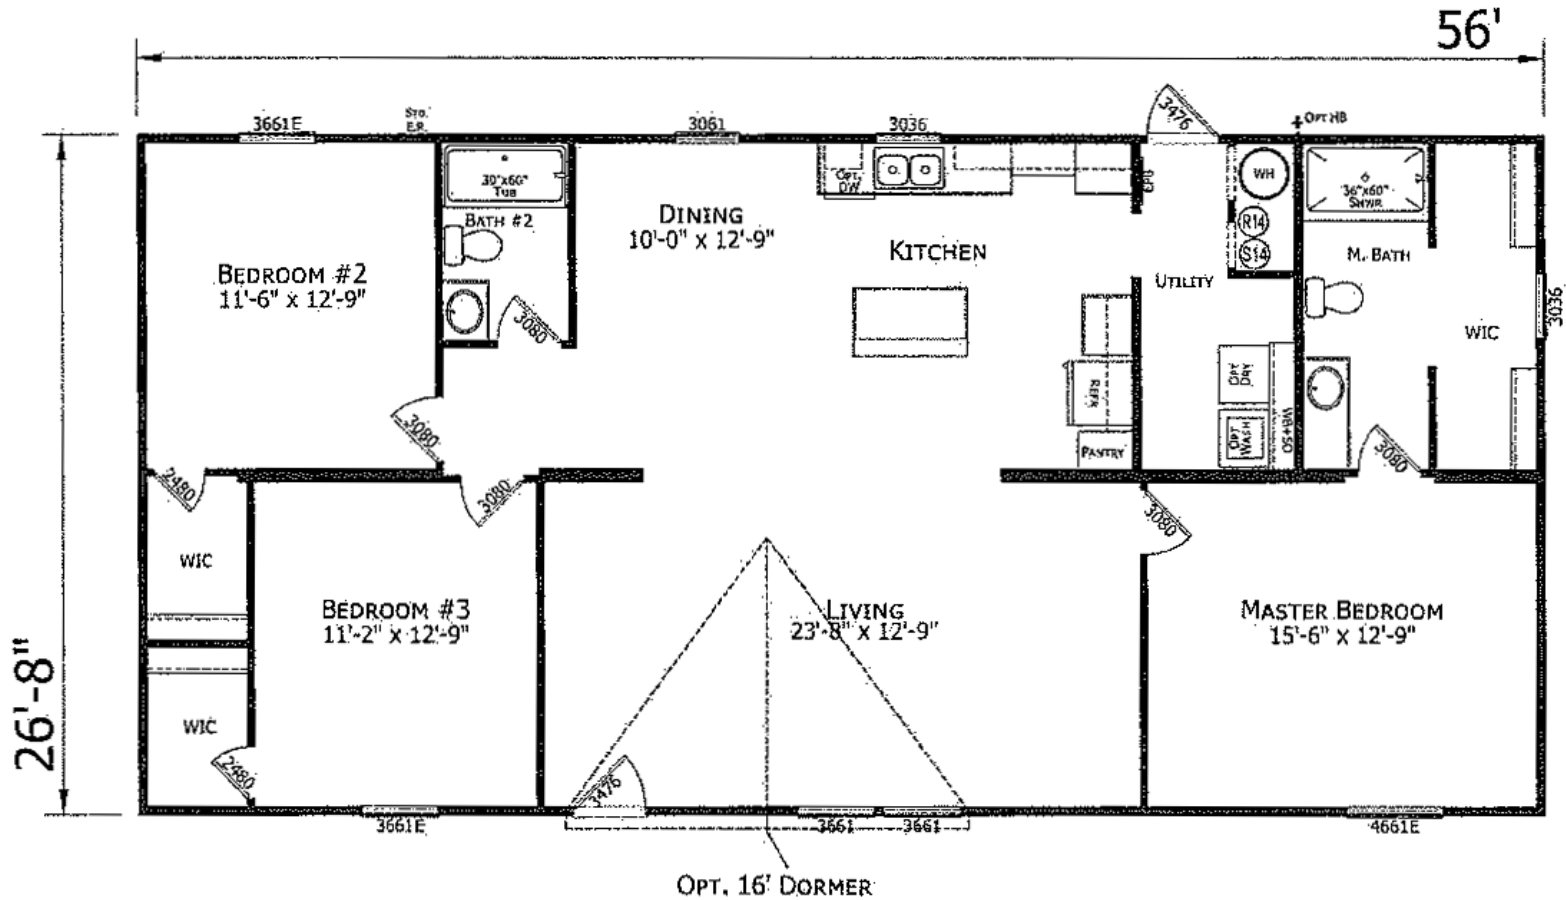 56'
3661E
STD.
E.R.
3061
3036
3476
OPT HB
30"x60"
TUB
BATH #2
3080
OPT.
DW
DINING
10'-0" x 12'-9"
KITCHEN
EPB
WH
R14
S14
UTILITY
36"x60"
SHWR
M. BATH
WIC
3036
BEDROOM #2
11'-6" x 12'-9"
3080
REFR
PANTRY
OPT
DRY
OPT
WASH
WB+SO
3080
2480
3080
3080
WIC
BEDROOM #3
11'-2" x 12'-9"
LIVING
23'-8" x 12'-9"
MASTER BEDROOM
15'-6" x 12'-9"
26'-8"
WIC
2480
3476
3661E
3661
3661
4661E
OPT. 16' DORMER